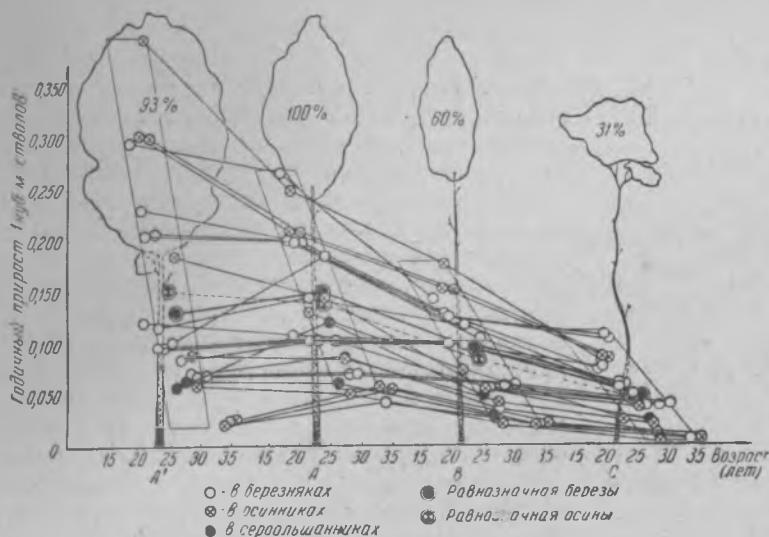 Годичный прирост 1 куб м стволов
0,350
0,300
0,250
0,200
0,150
0,100
0,050
0
93%
100%
60%
31%
15 20 25 30 35 15 20 25 30 35 15 20 25 30 35 15 20 25 30 35 Возраст
(лет)
А' А В С
- в березняках
- в осинниках
в сероольшанниках
Равнозначная березы
Равнозначная осины